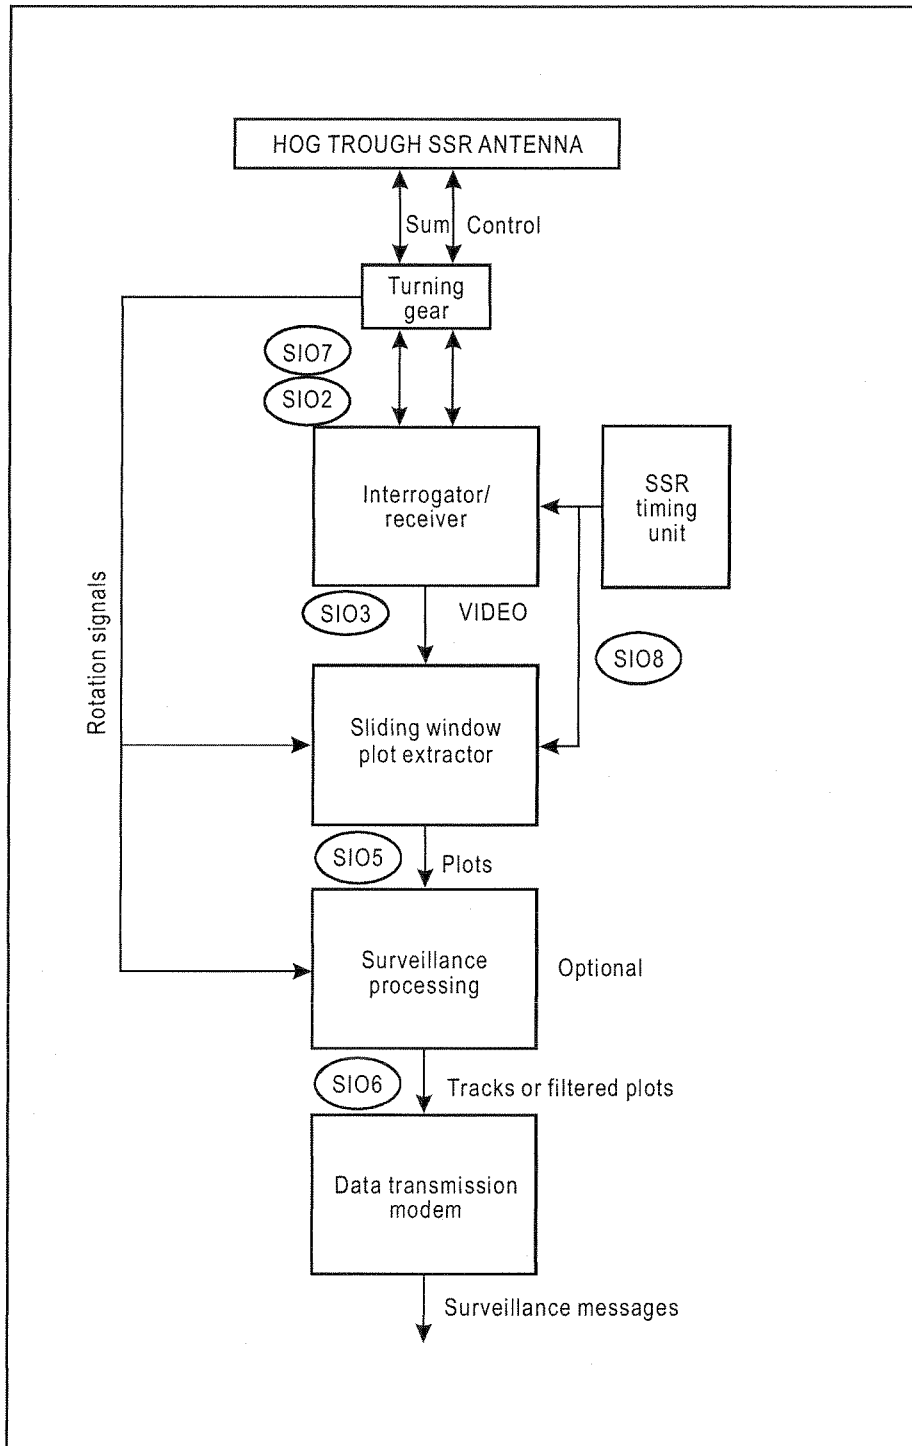 HOG TROUGH SSR ANTENNA
Sum
Control
Turning
gear
SIO7
SIO2
Interrogator/
receiver
SSR
timing
unit
SIO3
VIDEO
SIO8
Rotation signals
Sliding window
plot extractor
SIO5
Plots
Surveillance
processing
Optional
SIO6
Tracks or filtered plots
Data transmission
modem
Surveillance messages